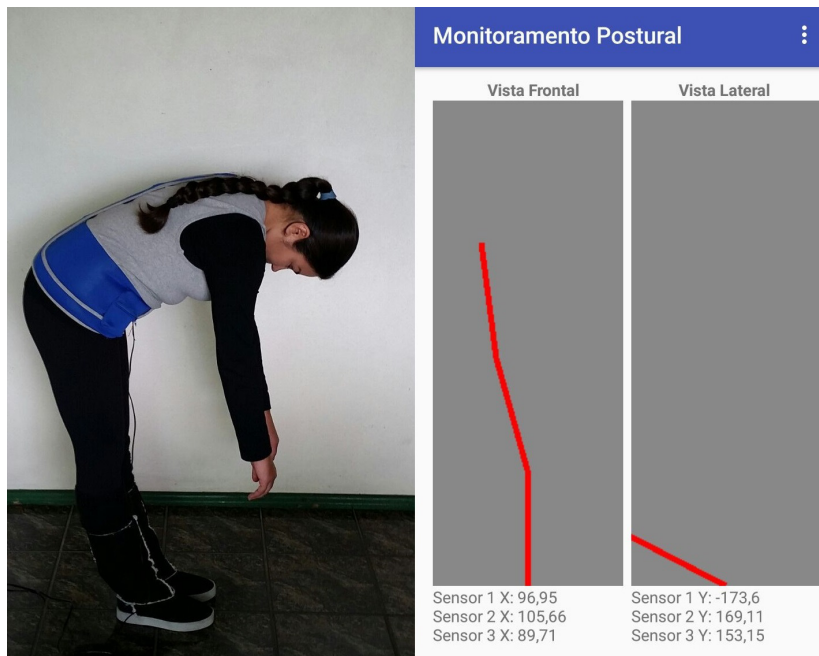 Monitoramento Postural
Vista Frontal
Vista Lateral
Sensor 1 X: 96,95
Sensor 2 X: 105,66
Sensor 3 X: 89,71
Sensor 1 Y: -173,6
Sensor 2 Y: 169,11
Sensor 3 Y: 153,15